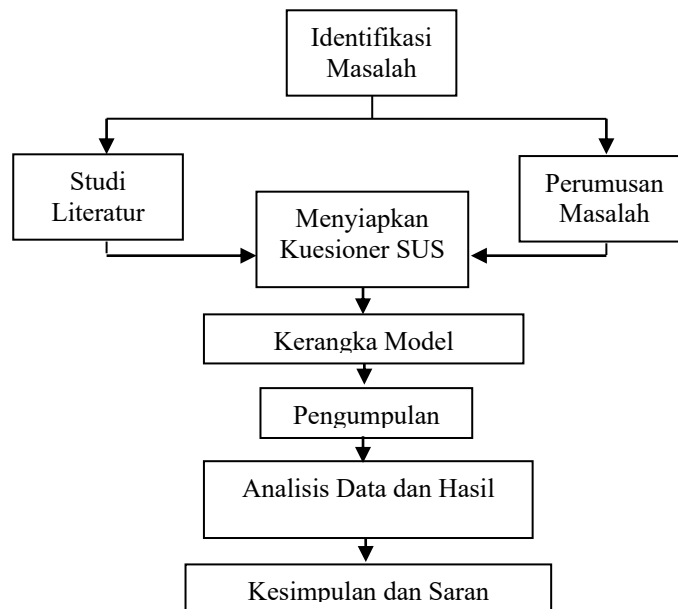 Identifikasi
Masalah
Studi
Literatur
Perumusan
Masalah
Menyiapkan
Kuesioner SUS
Kerangka Model
Pengumpulan
Analisis Data dan Hasil
Kesimpulan dan Saran